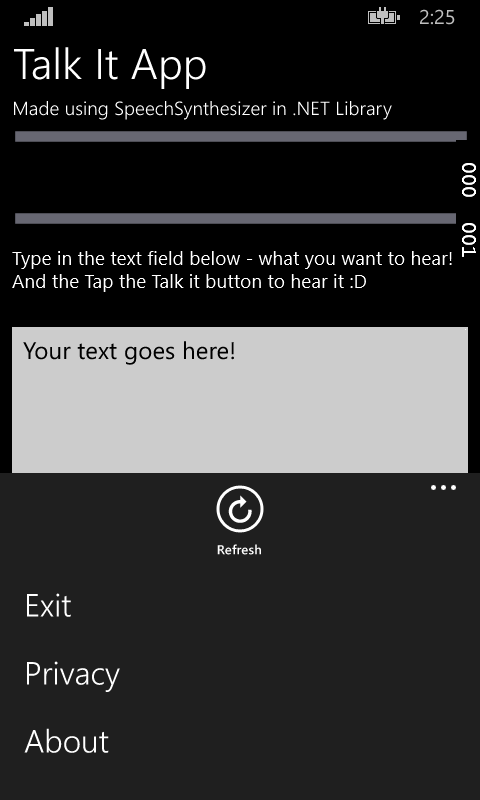 2:25
Talk It App
Made using SpeechSynthesizer in .NET Library
000
001
Type in the text field below - what you want to hear!
And the Tap the Talk it button to hear it :D
Your text goes here!
Refresh
Exit
Privacy
About